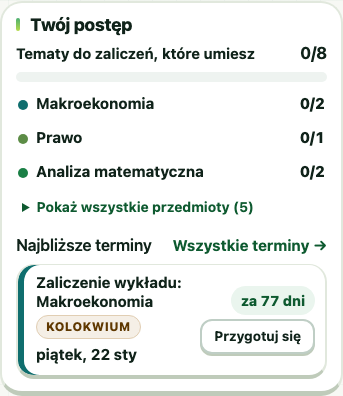 Twój postęp
Tematy do zaliczeń, które umiesz 0/8
Makroekonomia 0/2
Prawo 0/1
Analiza matematyczna 0/2
▶ Pokaż wszystkie przedmioty (5)
Najbliższe terminy Wszystkie terminy →
Zaliczenie wykładu:
Makroekonomia
za 77 dni
KOLOKWIUM
Przygotuj się
piątek, 22 sty